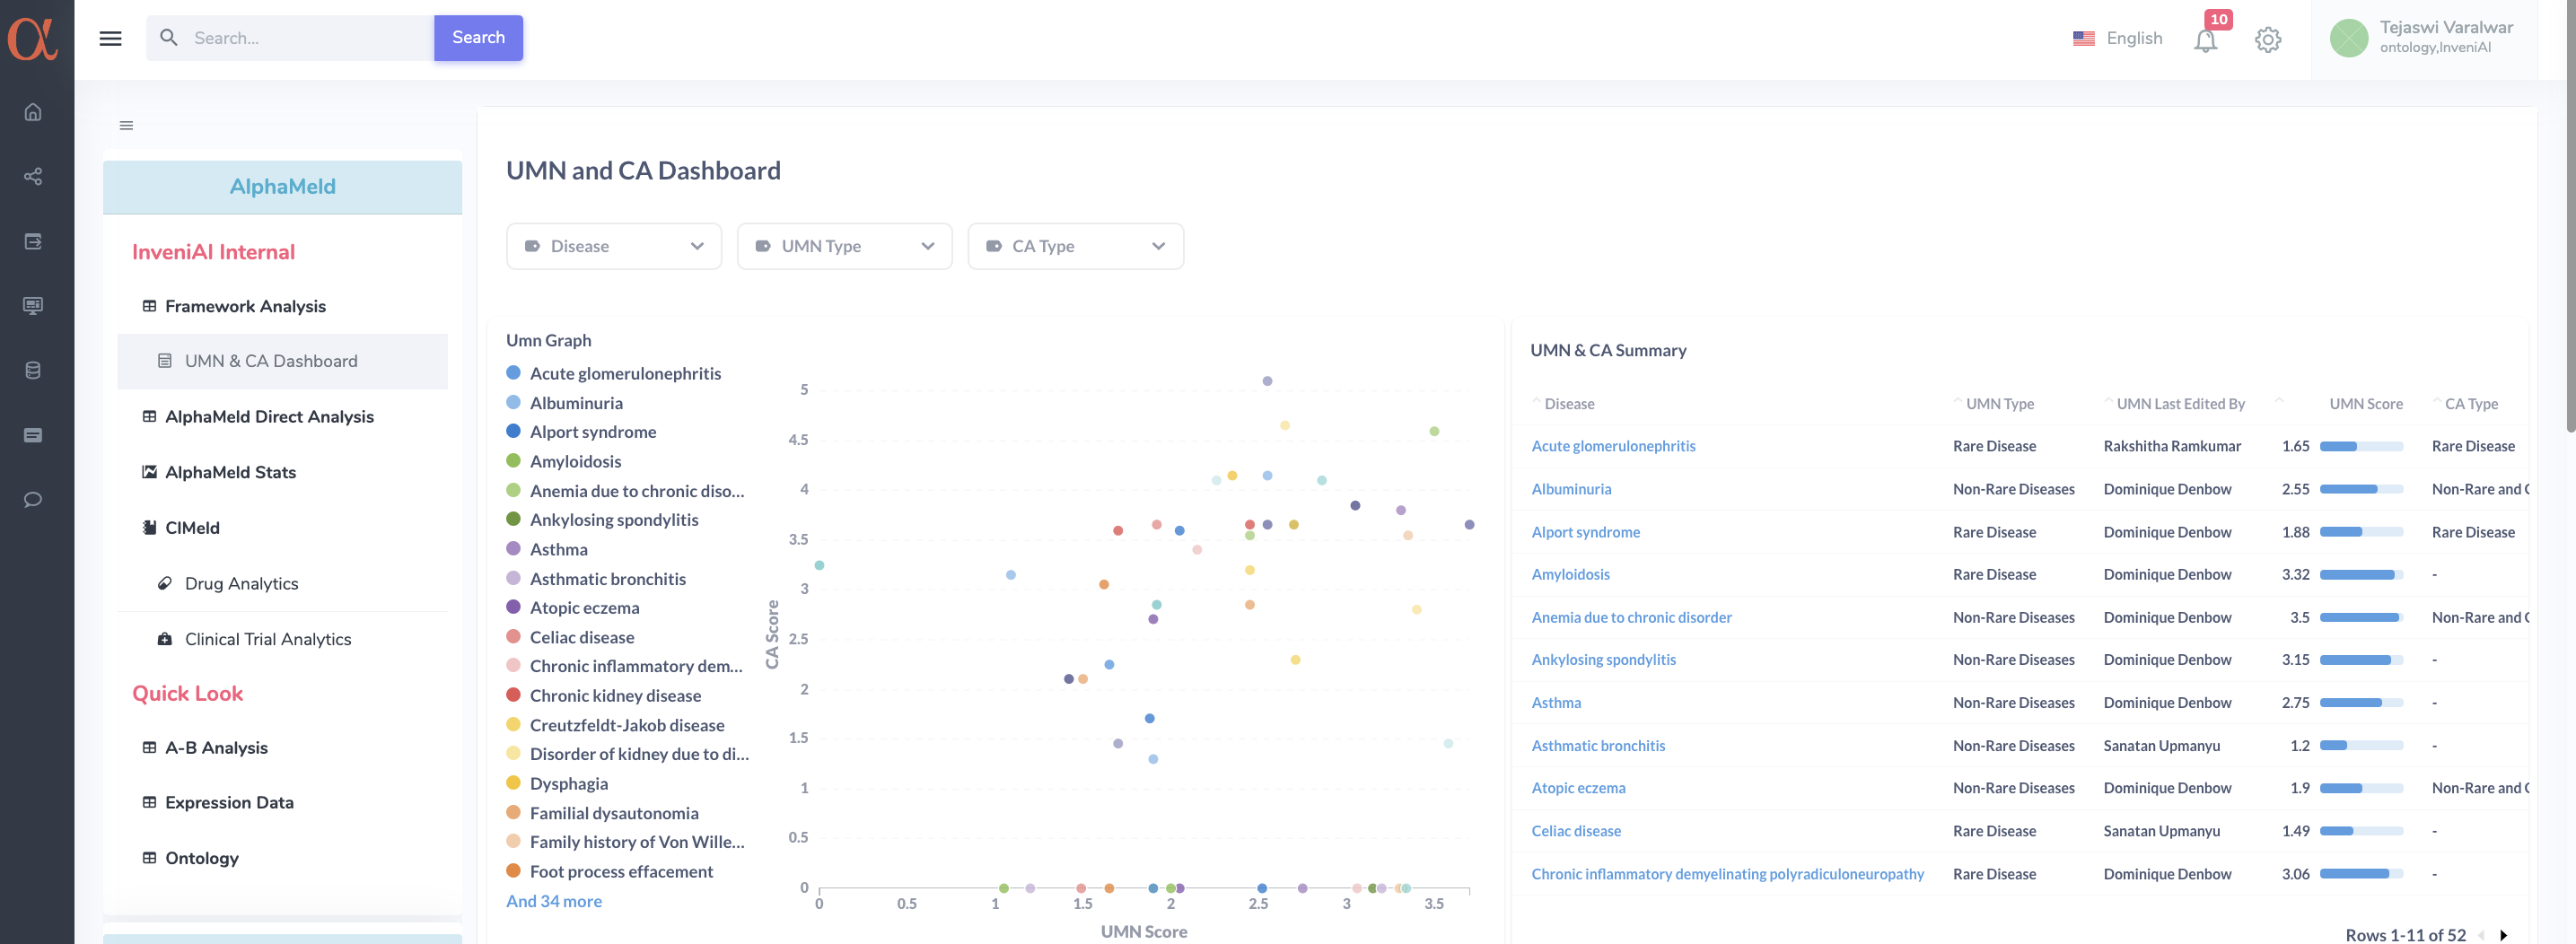 α
Search...
Search
English
10
Tejaswi Varalwar
ontology,InveniAI
AlphaMeld
InveniAI Internal
Framework Analysis
UMN & CA Dashboard
AlphaMeld Direct Analysis
AlphaMeld Stats
CIMeld
Drug Analytics
Clinical Trial Analytics
Quick Look
A-B Analysis
Expression Data
Ontology
UMN and CA Dashboard
Disease
UMN Type
CA Type
Umn Graph
Acute glomerulonephritis
Albuminuria
Alport syndrome
Amyloidosis
Anemia due to chronic diso...
Ankylosing spondylitis
Asthma
Asthmatic bronchitis
Atopic eczema
Celiac disease
Chronic inflammatory dem...
Chronic kidney disease
Creutzfeldt-Jakob disease
Disorder of kidney due to di...
Dysphagia
Familial dysautonomia
Family history of Von Wille...
Foot process effacement
And 34 more
CA Score
5
4.5
4
3.5
3
2.5
2
1.5
1
0.5
0
0 0.5 1 1.5 2 2.5 3 3.5
UMN Score
UMN & CA Summary
Disease UMN Type UMN Last Edited By UMN Score CA Type
Acute glomerulonephritis Rare Disease Rakshitha Ramkumar 1.65 Rare Disease
Albuminuria Non-Rare Diseases Dominique Denbow 2.55 Non-Rare and
Alport syndrome Rare Disease Dominique Denbow 1.88 Rare Disease
Amyloidosis Rare Disease Dominique Denbow 3.32 -
Anemia due to chronic disorder Non-Rare Diseases Dominique Denbow 3.5 Non-Rare and
Ankylosing spondylitis Non-Rare Diseases Dominique Denbow 3.15 -
Asthma Non-Rare Diseases Dominique Denbow 2.75 -
Asthmatic bronchitis Non-Rare Diseases Sanatan Upmanyu 1.2 -
Atopic eczema Non-Rare Diseases Dominique Denbow 1.9 Non-Rare and
Celiac disease Rare Disease Sanatan Upmanyu 1.49 -
Chronic inflammatory demyelinating polyradiculoneuropathy Rare Disease Dominique Denbow 3.06 -
Rows 1-11 of 52